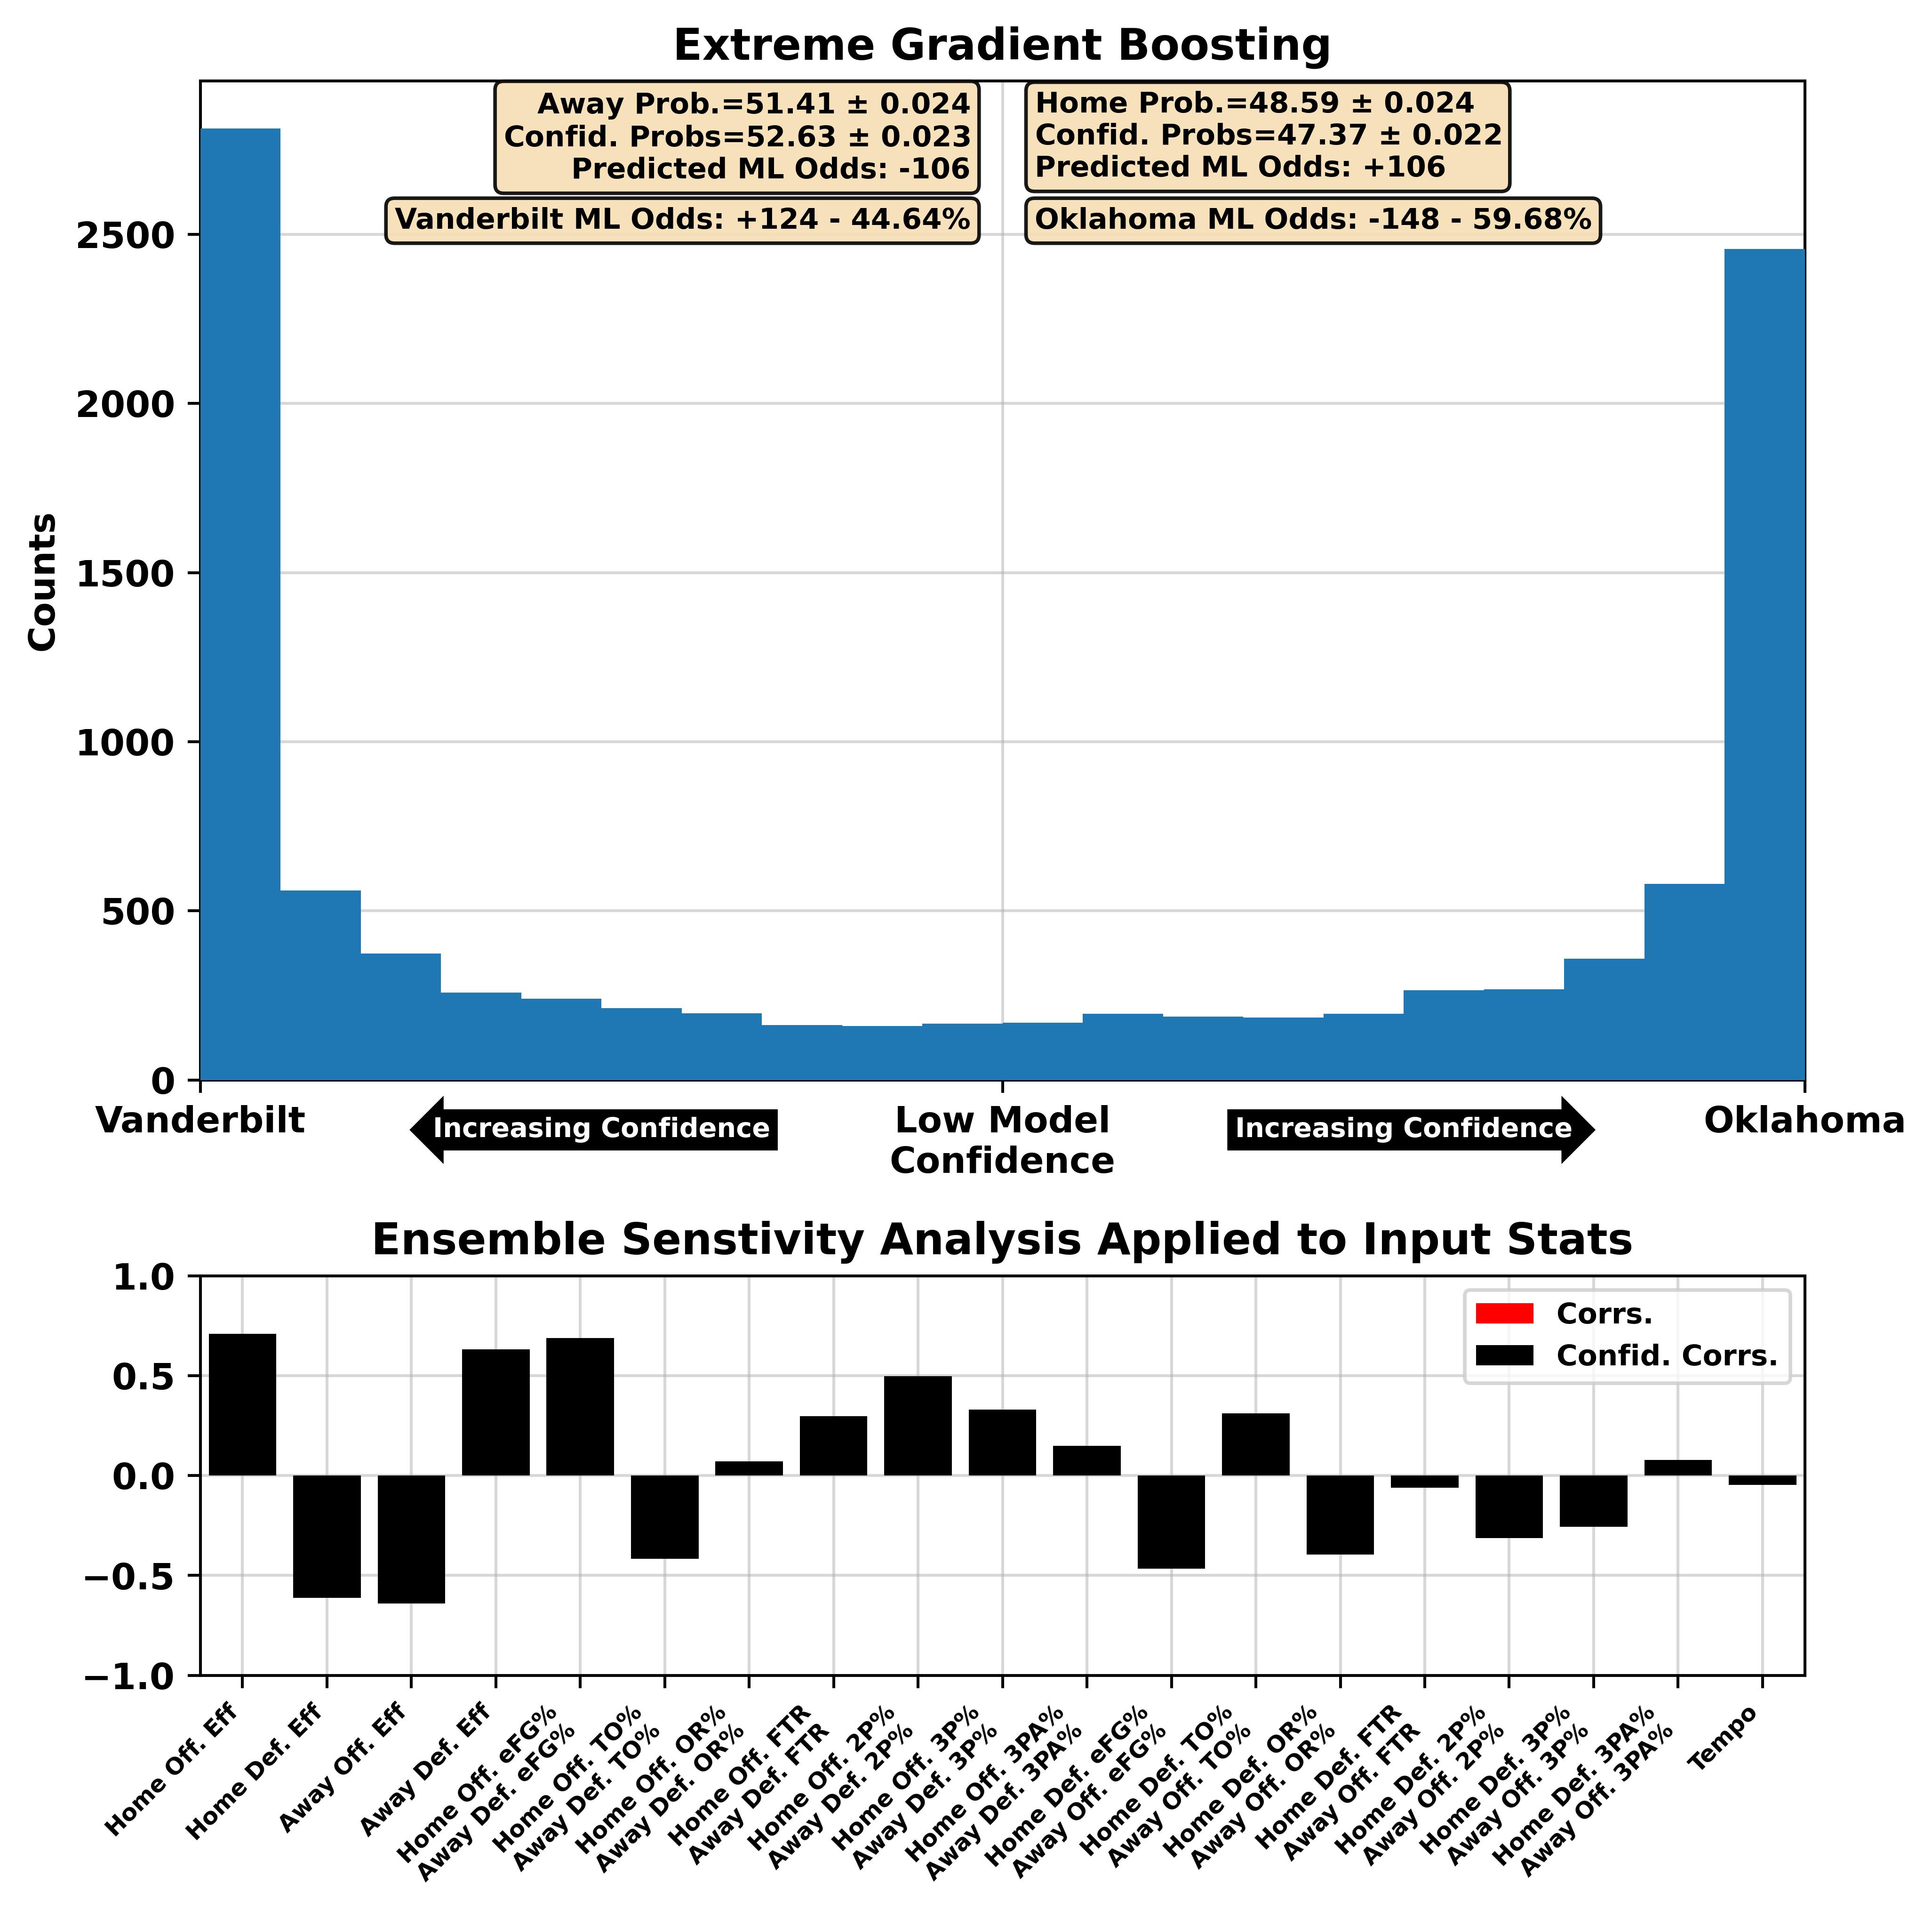 Extreme Gradient Boosting
Away Prob.=51.41 ± 0.024
Confid. Probs=52.63 ± 0.023
Predicted ML Odds: -106
Vanderbilt ML Odds: +124 - 44.64%
Home Prob.=48.59 ± 0.024
Confid. Probs=47.37 ± 0.022
Predicted ML Odds: +106
Oklahoma ML Odds: -148 - 59.68%
Counts
2500
2000
1500
1000
500
0
Vanderbilt
Increasing Confidence
Low Model
Confidence
Increasing Confidence
Oklahoma
Ensemble Senstivity Analysis Applied to Input Stats
Corrs.
Confid. Corrs.
1.0
0.5
0.0
−0.5
−1.0
Home Off. Eff
Home Def. Eff
Away Off. Eff
Away Def. Eff
Home Off. eFG%
Away Def. eFG%
Home Off. TO%
Away Def. TO%
Home Off. OR%
Away Def. OR%
Home Off. FTR
Away Def. FTR
Home Off. 2P%
Away Def. 2P%
Home Off. 3P%
Away Def. 3P%
Home Off. 3PA%
Away Def. 3PA%
Home Def. eFG%
Away Off. eFG%
Home Def. TO%
Away Off. TO%
Home Def. OR%
Away Off. OR%
Home Def. FTR
Away Off. FTR
Home Def. 2P%
Away Off. 2P%
Home Def. 3P%
Away Off. 3P%
Home Def. 3PA%
Away Off. 3PA%
Tempo